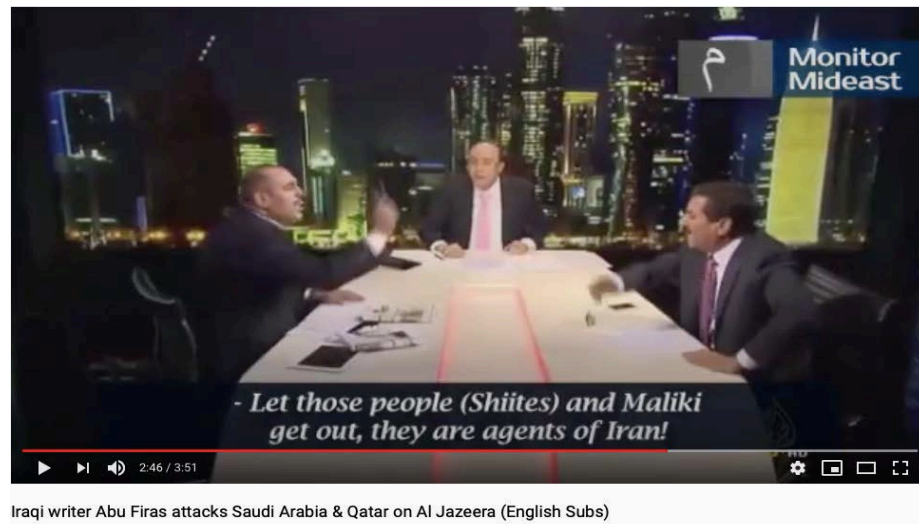 م
Monitor
Mideast
- Let those people (Shiites) and Maliki
get out, they are agents of Iran!
2:46 / 3:51
Iraqi writer Abu Firas attacks Saudi Arabia & Qatar on Al Jazeera (English Subs)